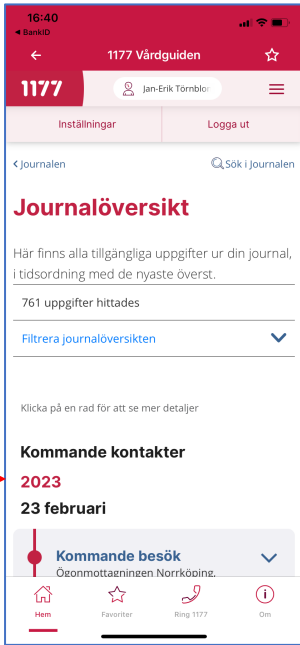 16:40
◀ BankID
1177 Vårdguiden
1177
Jan-Erik Törnblor
Inställningar
Logga ut
Journalen
Sök i Journalen
Journalöversikt
Här finns alla tillgängliga uppgifter ur din journal,
i tidsordning med de nyaste överst.
761 uppgifter hittades
Filtrera journalöversikten
Klicka på en rad för att se mer detaljer
Kommande kontakter
2023
23 februari
Kommande besök
Ögonmottagningen Norrköping,
Hem
Favoriter
Ring 1177
Om